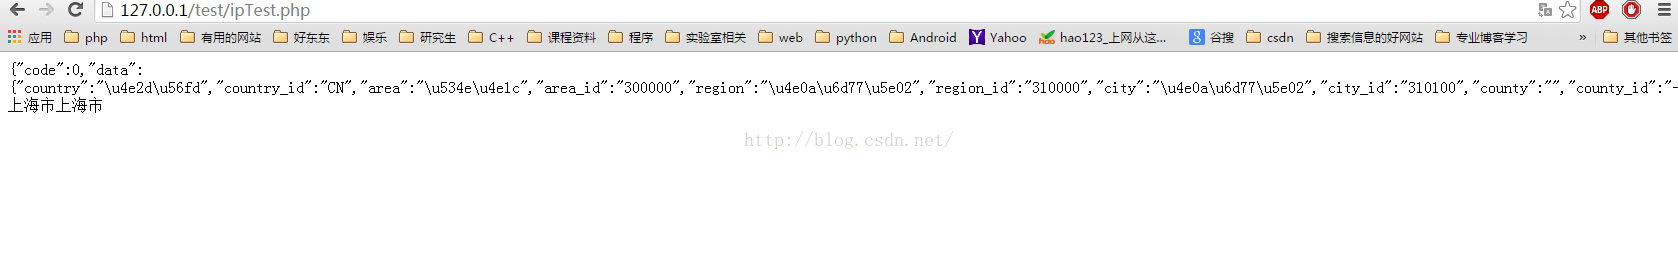 127.0.0.1/test/ipTest.php
应用 php html 有用的网站 好东东 娱乐 研究生 C++ 课程资料 程序 实验室相关 web python Android Yahoo hao123_上网从这... 谷搜 csdn 搜索信息的好网站 专业博客学习 » 其他书签
{"code":0,"data":
{"country":"\u4e2d\u56fd","country_id":"CN","area":"\u534e\u4e1c","area_id":"300000","region":"\u4e0a\u6d77\u5e02","region_id":"310000","city":"\u4e0a\u6d77\u5e02","city_id":"310100","county":"","county_id":"-
上海市上海市
http://blog.csdn.net/